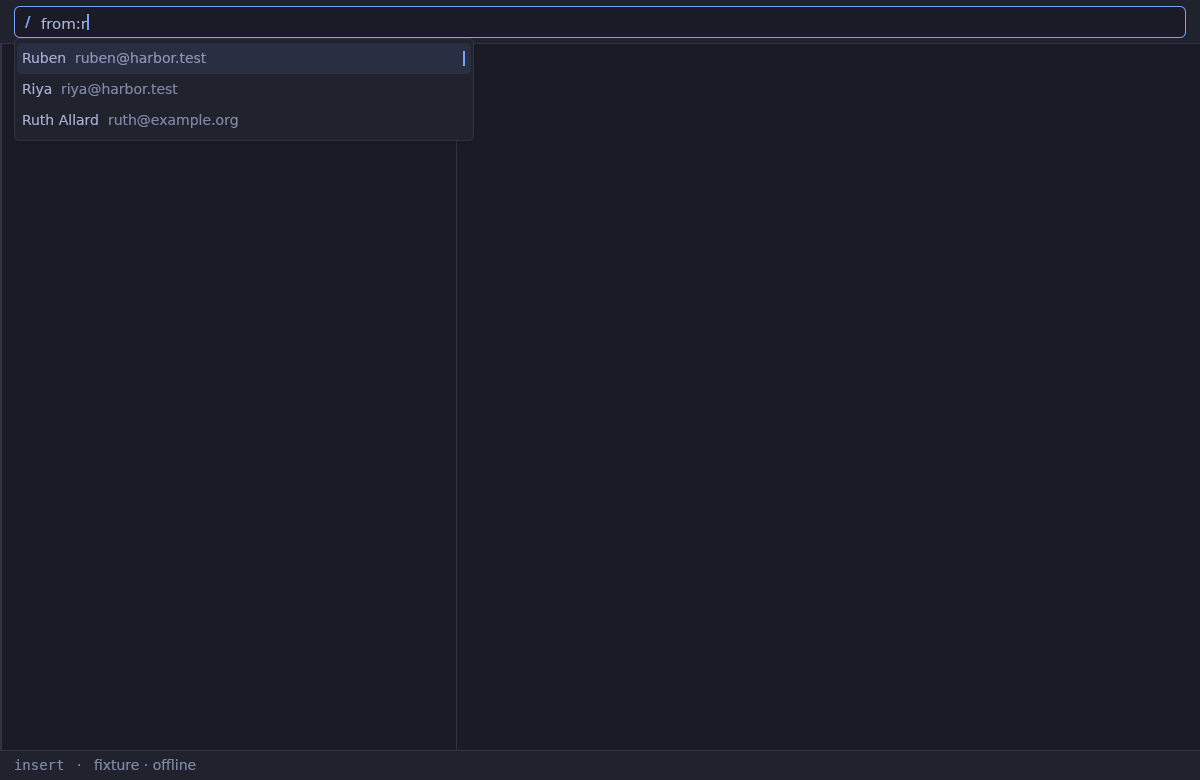 / from:r
Ruben ruben@harbor.test
Riya riya@harbor.test
Ruth Allard ruth@example.org
insert · fixture · offline